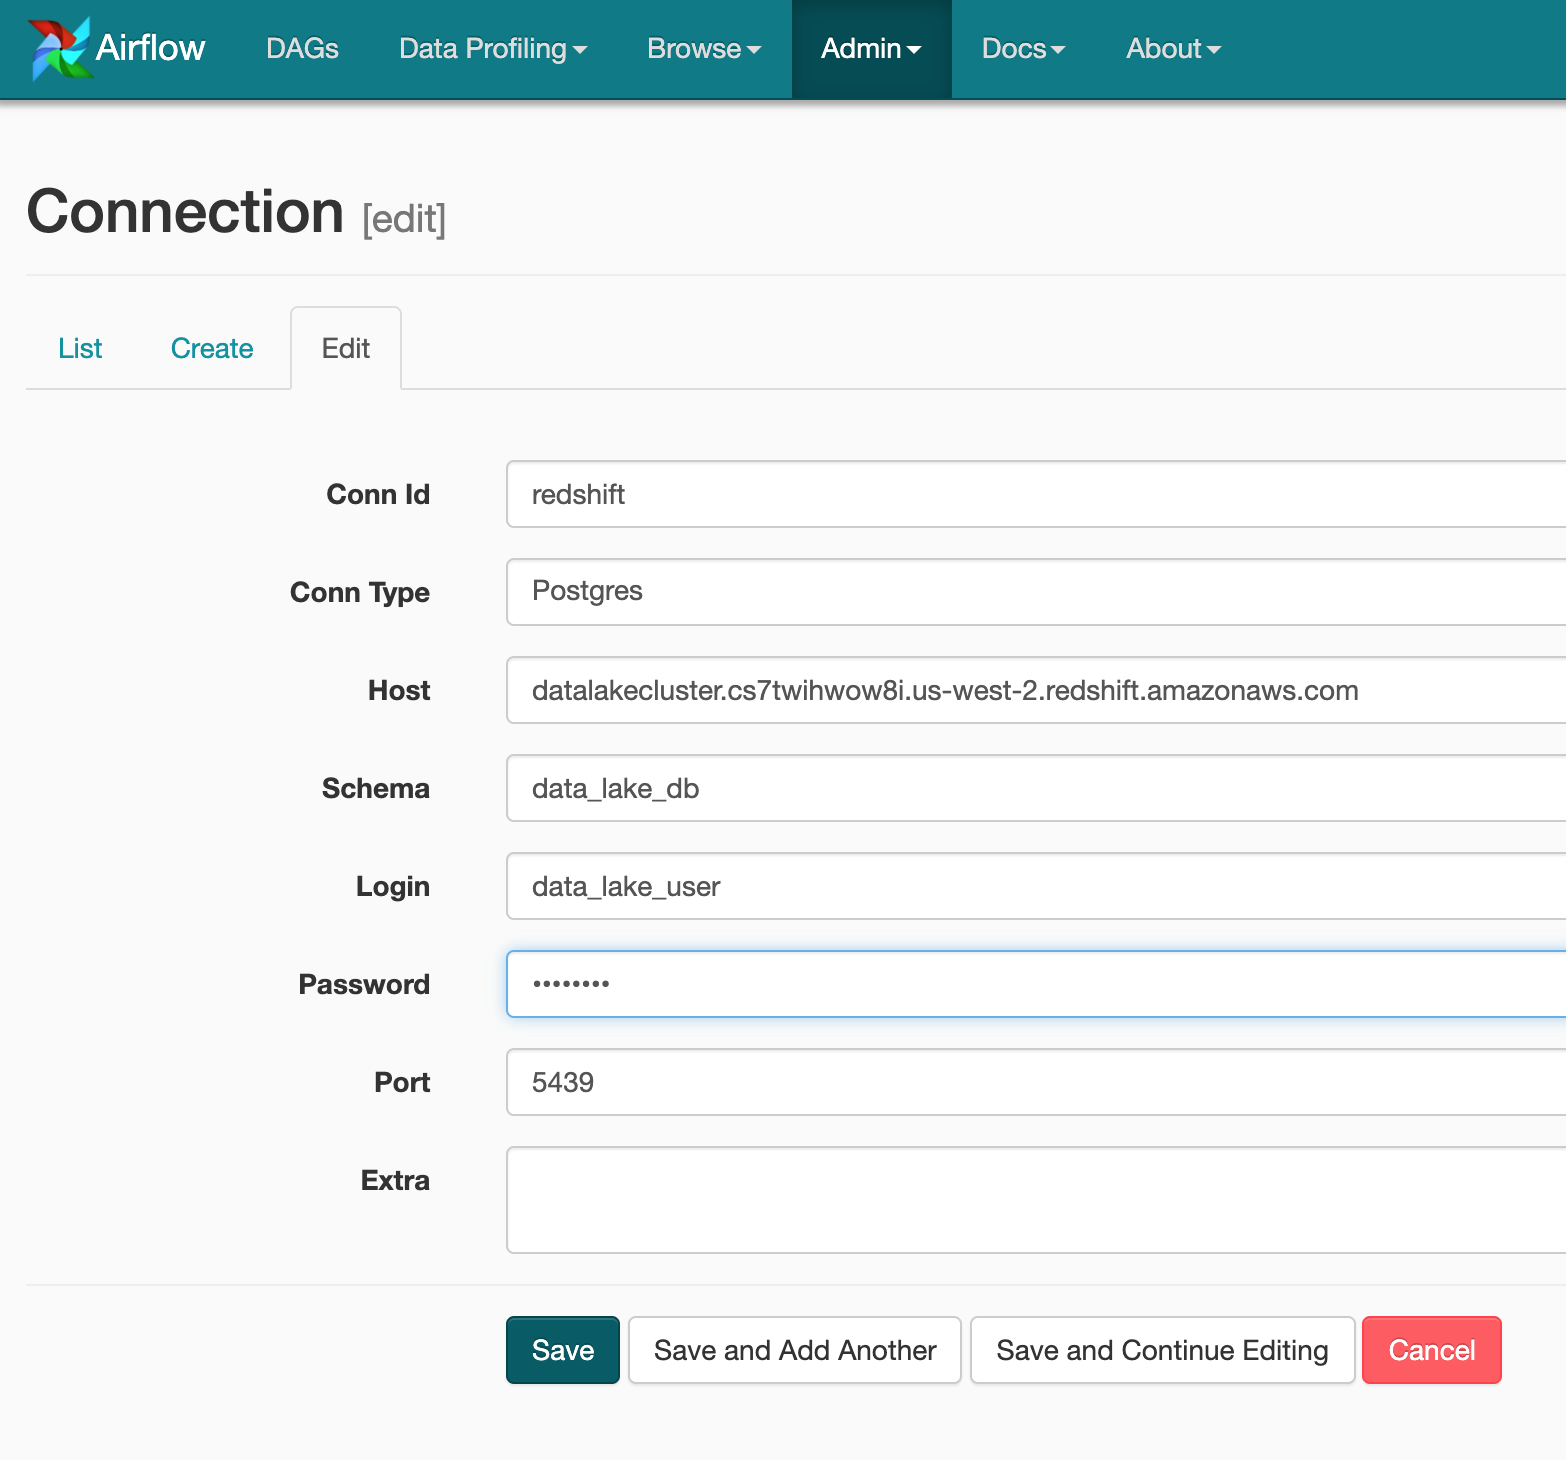 Airflow DAGs Data Profiling Browse Admin Docs About
Connection [edit]
List Create Edit
Conn Id redshift
Conn Type Postgres
Host datalakecluster.cs7twihwow8i.us-west-2.redshift.amazonaws.com
Schema data_lake_db
Login data_lake_user
Password ••••••••
Port 5439
Extra
Save Save and Add Another Save and Continue Editing Cancel